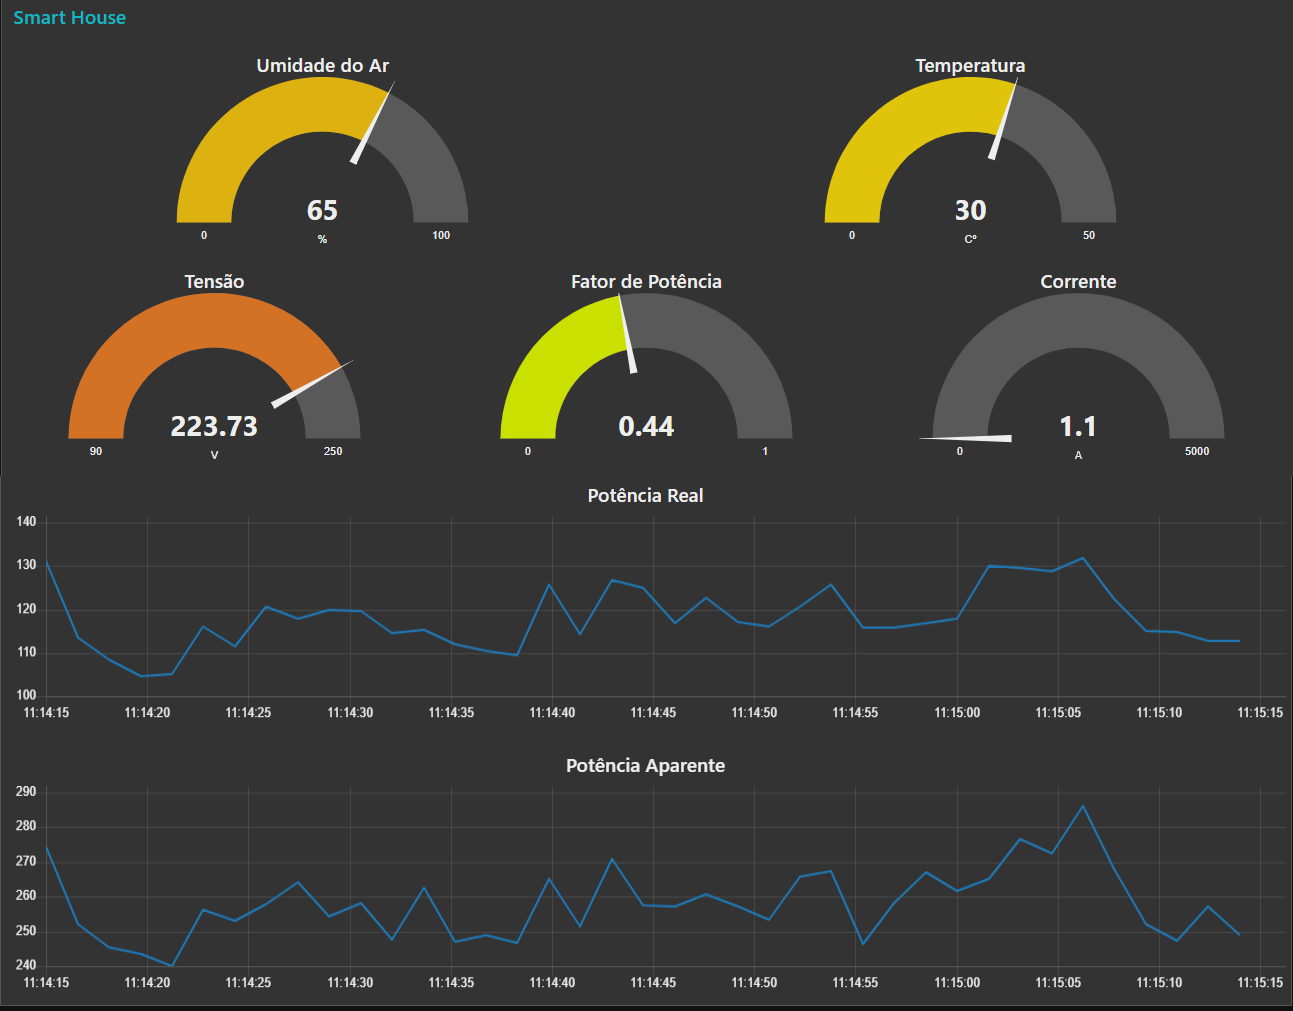 Smart House
Umidade do Ar
65
0 % 100
Temperatura
30
0 Cº 50
Tensão
223.73
90 V 250
Fator de Potência
0.44
0 1
Corrente
1.1
0 A 5000
Potência Real
140
130
120
110
100
11:14:15 11:14:20 11:14:25 11:14:30 11:14:35 11:14:40 11:14:45 11:14:50 11:14:55 11:15:00 11:15:05 11:15:10 11:15:15
Potência Aparente
290
280
270
260
250
240
11:14:15 11:14:20 11:14:25 11:14:30 11:14:35 11:14:40 11:14:45 11:14:50 11:14:55 11:15:00 11:15:05 11:15:10 11:15:15